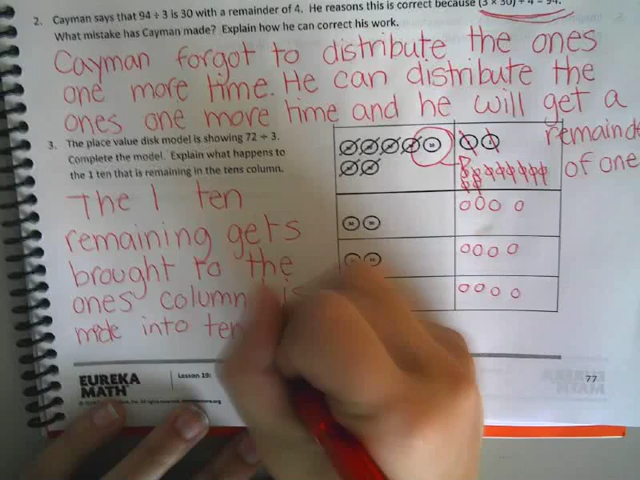 2. Cayman says that 94 ÷ 3 is 30 with a remainder of 4. He reasons this is correct because (3 × 30) + 4 = 94.
What mistake has Cayman made? Explain how he can correct his work.
Cayman forgot to distribute the ones
one more time. He can distribute the
ones one more time and he will get a
remainde
of one
3. The place value disk model is showing 72 ÷ 3.
Complete the model. Explain what happens to
the 1 ten that is remaining in the tens column.
The 1 ten
remaining gets
brought to the
ones column
made into ten
EUREKA
MATH
Lesson 19:
77